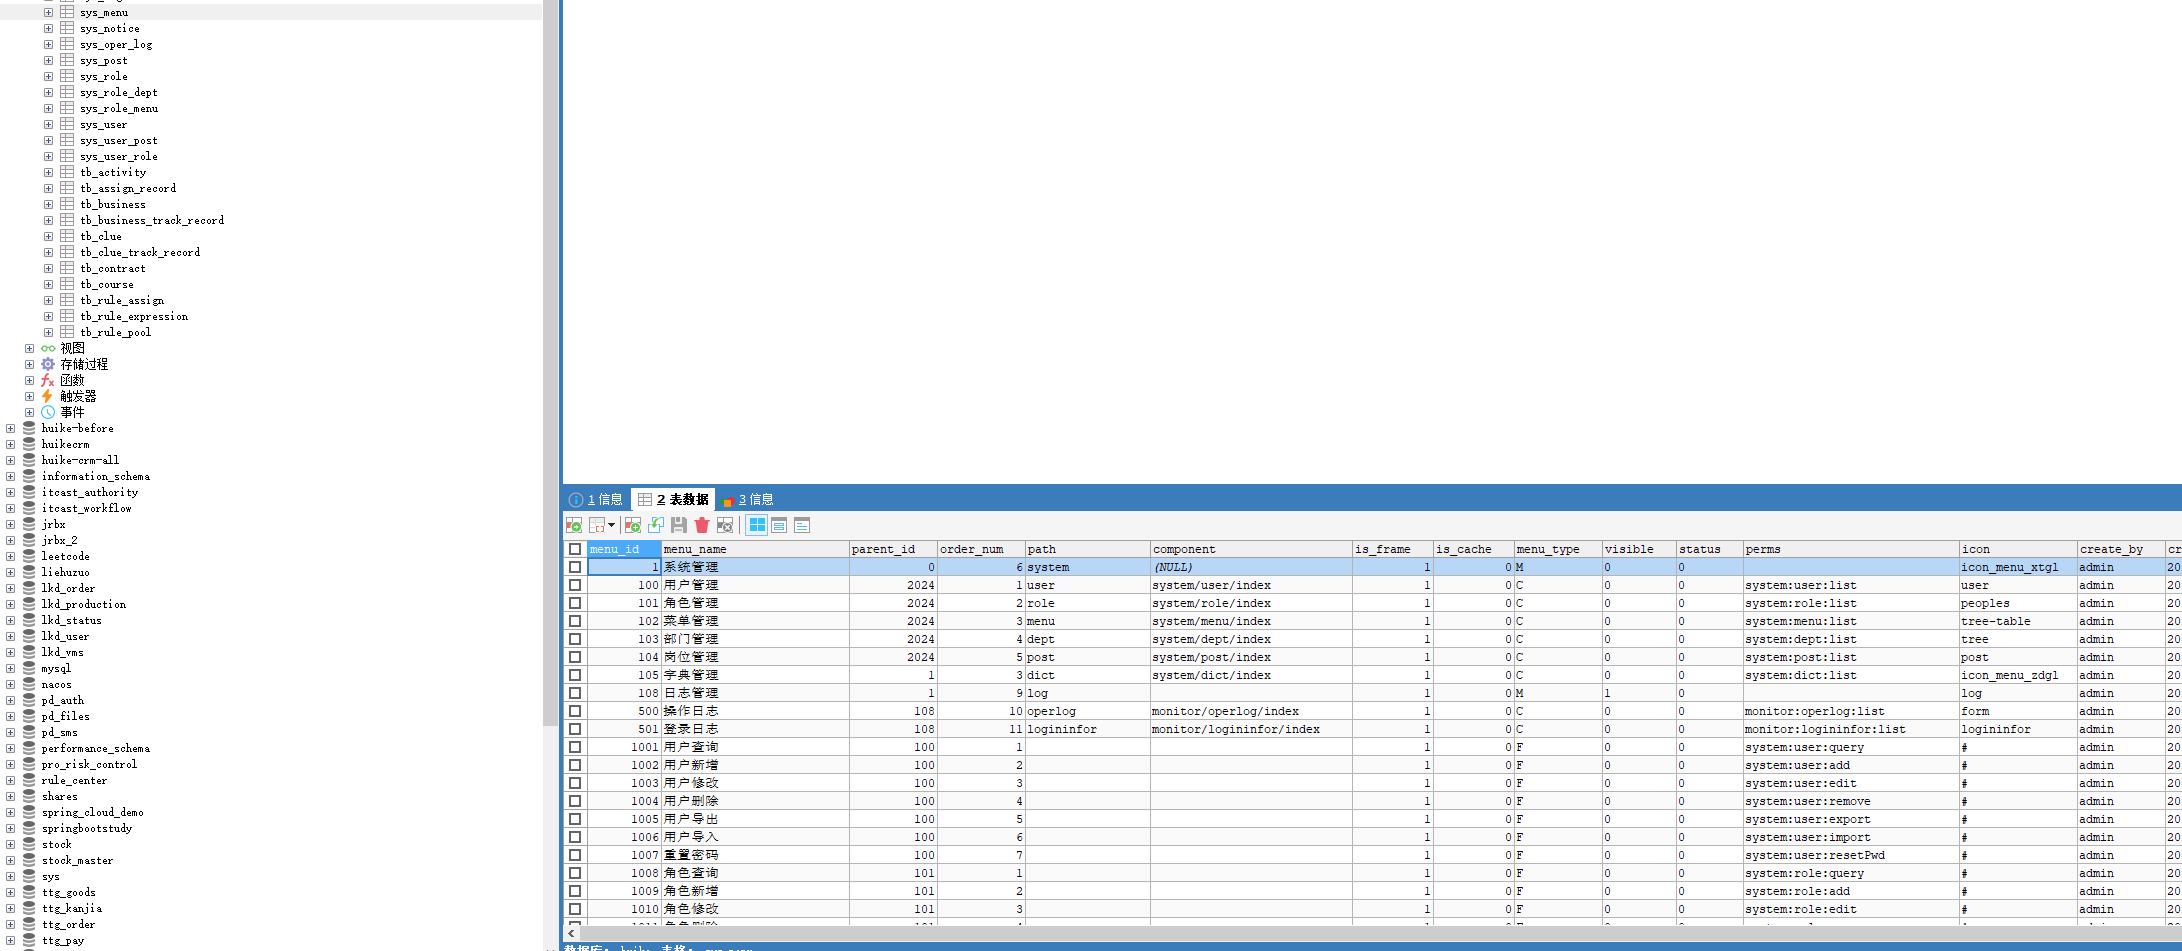 sys_menu
sys_notice
sys_oper_log
sys_post
sys_role
sys_role_dept
sys_role_menu
sys_user
sys_user_post
sys_user_role
tb_activity
tb_assign_record
tb_business
tb_business_track_record
tb_clue
tb_clue_track_record
tb_contract
tb_course
tb_rule_assign
tb_rule_expression
tb_rule_pool
视图
存储过程
函数
触发器
事件
huike-before
huikecrm
huike-crm-all
information_schema
itcast_authority
itcast_workflow
jrbx
jrbx_2
leetcode
liehuzuo
lkd_order
lkd_production
lkd_status
lkd_user
lkd_vms
mysql
nacos
pd_auth
pd_files
pd_sms
performance_schema
pro_risk_control
rule_center
shares
spring_cloud_demo
springbootstudy
stock
stock_master
sys
ttg_goods
ttg_kanjia
ttg_order
ttg_pay
1 信息 2 表数据 3 信息
menu_id menu_name parent_id order_num path component is_frame is_cache menu_type visible status perms icon create_by cr
1 系统管理 0 6 system (NULL) 1 0 M 0 0 icon_menu_xtgl admin 20
100 用户管理 2024 1 user system/user/index 1 0 C 0 0 system:user:list user admin 20
101 角色管理 2024 2 role system/role/index 1 0 C 0 0 system:role:list peoples admin 20
102 菜单管理 2024 3 menu system/menu/index 1 0 C 0 0 system:menu:list tree-table admin 20
103 部门管理 2024 4 dept system/dept/index 1 0 C 0 0 system:dept:list tree admin 20
104 岗位管理 2024 5 post system/post/index 1 0 C 0 0 system:post:list post admin 20
105 字典管理 1 3 dict system/dict/index 1 0 C 0 0 system:dict:list icon_menu_zdgl admin 20
108 日志管理 1 9 log 1 0 M 1 0 log admin 20
500 操作日志 108 10 operlog monitor/operlog/index 1 0 C 0 0 monitor:operlog:list form admin 20
501 登录日志 108 11 logininfor monitor/logininfor/index 1 0 C 0 0 monitor:logininfor:list logininfor admin 20
1001 用户查询 100 1 1 0 F 0 0 system:user:query # admin 20
1002 用户新增 100 2 1 0 F 0 0 system:user:add # admin 20
1003 用户修改 100 3 1 0 F 0 0 system:user:edit # admin 20
1004 用户删除 100 4 1 0 F 0 0 system:user:remove # admin 20
1005 用户导出 100 5 1 0 F 0 0 system:user:export # admin 20
1006 用户导入 100 6 1 0 F 0 0 system:user:import # admin 20
1007 重置密码 100 7 1 0 F 0 0 system:user:resetPwd # admin 20
1008 角色查询 101 1 1 0 F 0 0 system:role:query # admin 20
1009 角色新增 101 2 1 0 F 0 0 system:role:add # admin 20
1010 角色修改 101 3 1 0 F 0 0 system:role:edit # admin 20